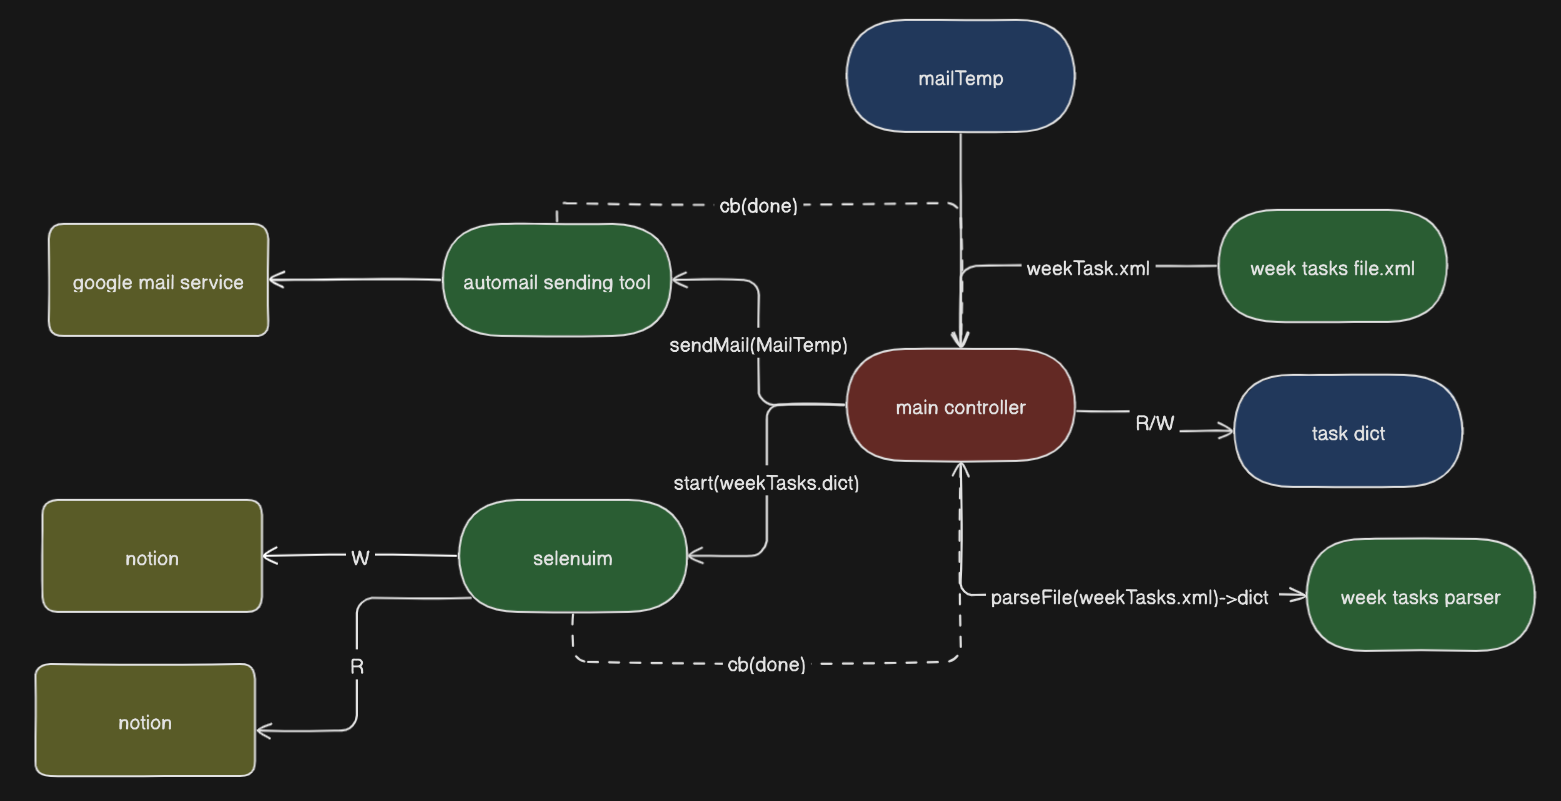 mailTemp
cb(done)
google mail service
automail sending tool
weekTask.xml
week tasks file.xml
sendMail(MailTemp)
main controller
R/W
task dict
start(weekTasks.dict)
notion
W
selenuim
parseFile(weekTasks.xml)->dict
week tasks parser
R
cb(done)
notion